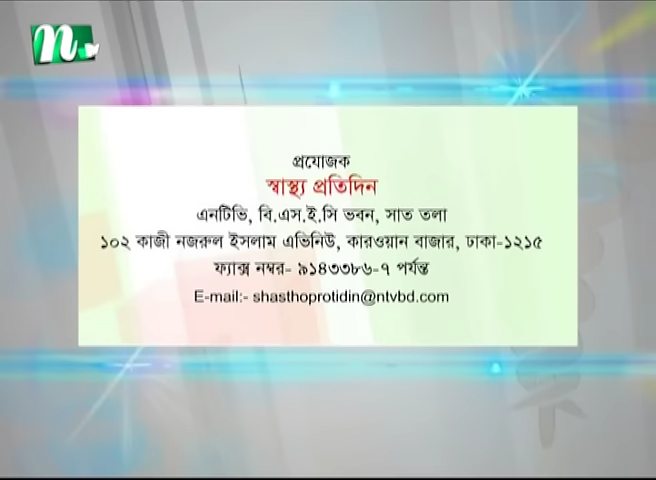 n
প্রযোজক
স্বাস্থ্য প্রতিদিন
এনটিভি, বি.এস.ই.সি ভবন, সাত তলা
১০২ কাজী নজরুল ইসলাম এভিনিউ, কারওয়ান বাজার, ঢাকা-১২১৫
ফ্যাক্স নম্বর- ৯১৪৩৩৮৬-৭ পর্যন্ত
E-mail:- shasthoprotidin@ntvbd.com